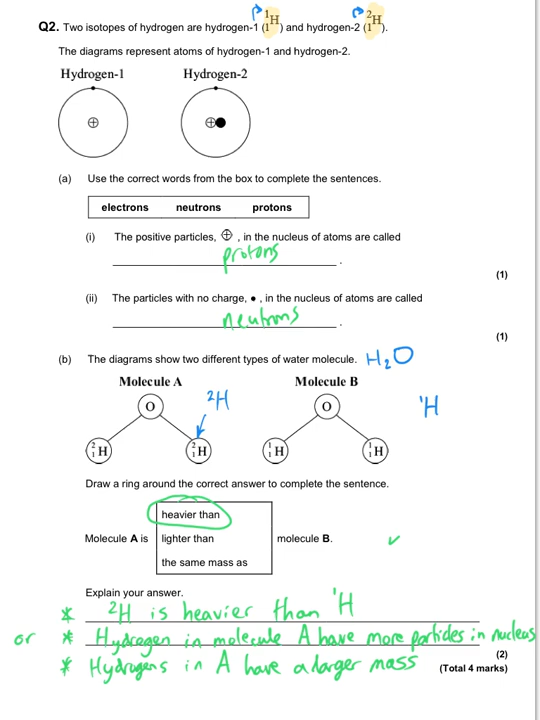 Q2. Two isotopes of hydrogen are hydrogen-1 (¹₁H) and hydrogen-2 (²₁H).
The diagrams represent atoms of hydrogen-1 and hydrogen-2.
Hydrogen-1 Hydrogen-2
(a) Use the correct words from the box to complete the sentences.
electrons neutrons protons
(i) The positive particles, ⊕ , in the nucleus of atoms are called
protons .
(1)
(ii) The particles with no charge, ● , in the nucleus of atoms are called
neutrons .
(1)
(b) The diagrams show two different types of water molecule. H₂O
Molecule A Molecule B
²H ¹H
O O
²₁H ²₁H ¹₁H ¹₁H
Draw a ring around the correct answer to complete the sentence.
heavier than
Molecule A is lighter than molecule B. ✓
the same mass as
Explain your answer.
* ²H is heavier than ¹H
or * Hydrogen in molecule A have more particles in nucleus
(2)
* Hydrogens in A have a larger mass
(Total 4 marks)